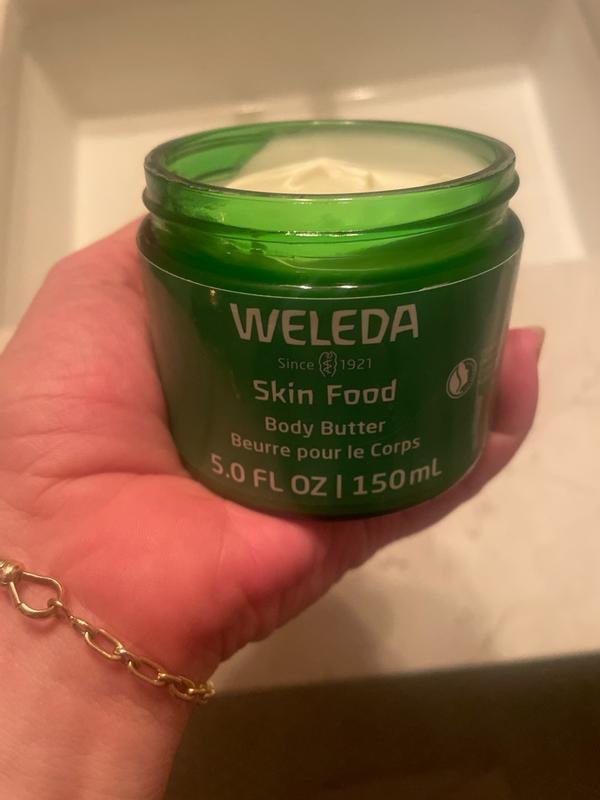 WELEDA
Since 1921
Skin Food
Body Butter
Beurre pour le Corps
5.0 FL OZ | 150 mL